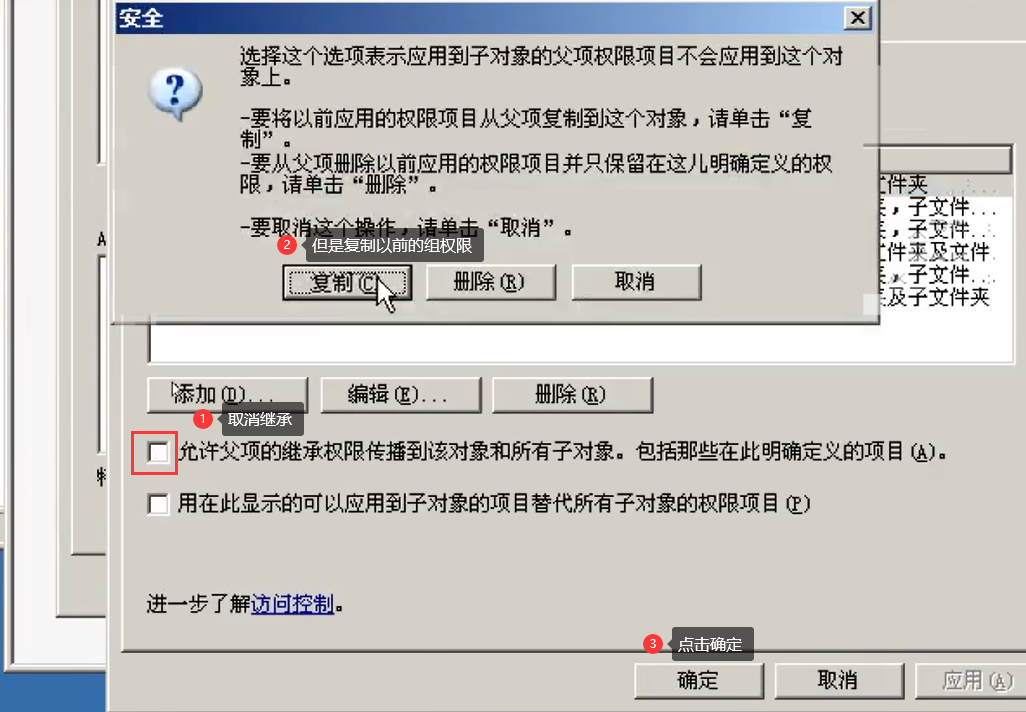 安全
选择这个选项表示应用到子对象的父项权限项目不会应用到这个对
象上。
-要将以前应用的权限项目从父项复制到这个对象，请单击“复
制”。
-要从父项删除以前应用的权限项目并只保留在这儿明确定义的权
限，请单击“删除”。
-要取消这个操作，请单击“取消”。
2 但是复制以前的组权限
复制(C) 删除(R) 取消
件夹
，子文件...
，子文件...
件夹及文件.
，子文件...
及子文件夹
添加(D)... 编辑(E)... 删除(R)
1 取消继承
允许父项的继承权限传播到该对象和所有子对象。包括那些在此明确定义的项目(A)。
用在此显示的可以应用到子对象的项目替代所有子对象的权限项目(P)
进一步了解访问控制。
3 点击确定
确定 取消 应用(A)